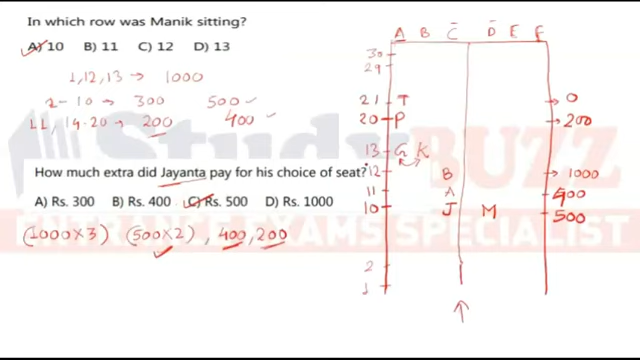 In which row was Manik sitting?
A) 10 B) 11 C) 12 D) 13
1,12,13 → 1000
2-10 → 300 500
11, 14-20 → 200 400
How much extra did Jayanta pay for his choice of seat?
A) Rs. 300 B) Rs. 400 C) Rs. 500 D) Rs. 1000
(1000×3) (500×2), 400, 200
A B C D E F
30
29
21 T → 0
20 P → 200
13 G K
12 B → 1000
11 A 400
10 J M 500
2
1
Study BUZZ
ENTRANCE EXAMS SPECIALIST